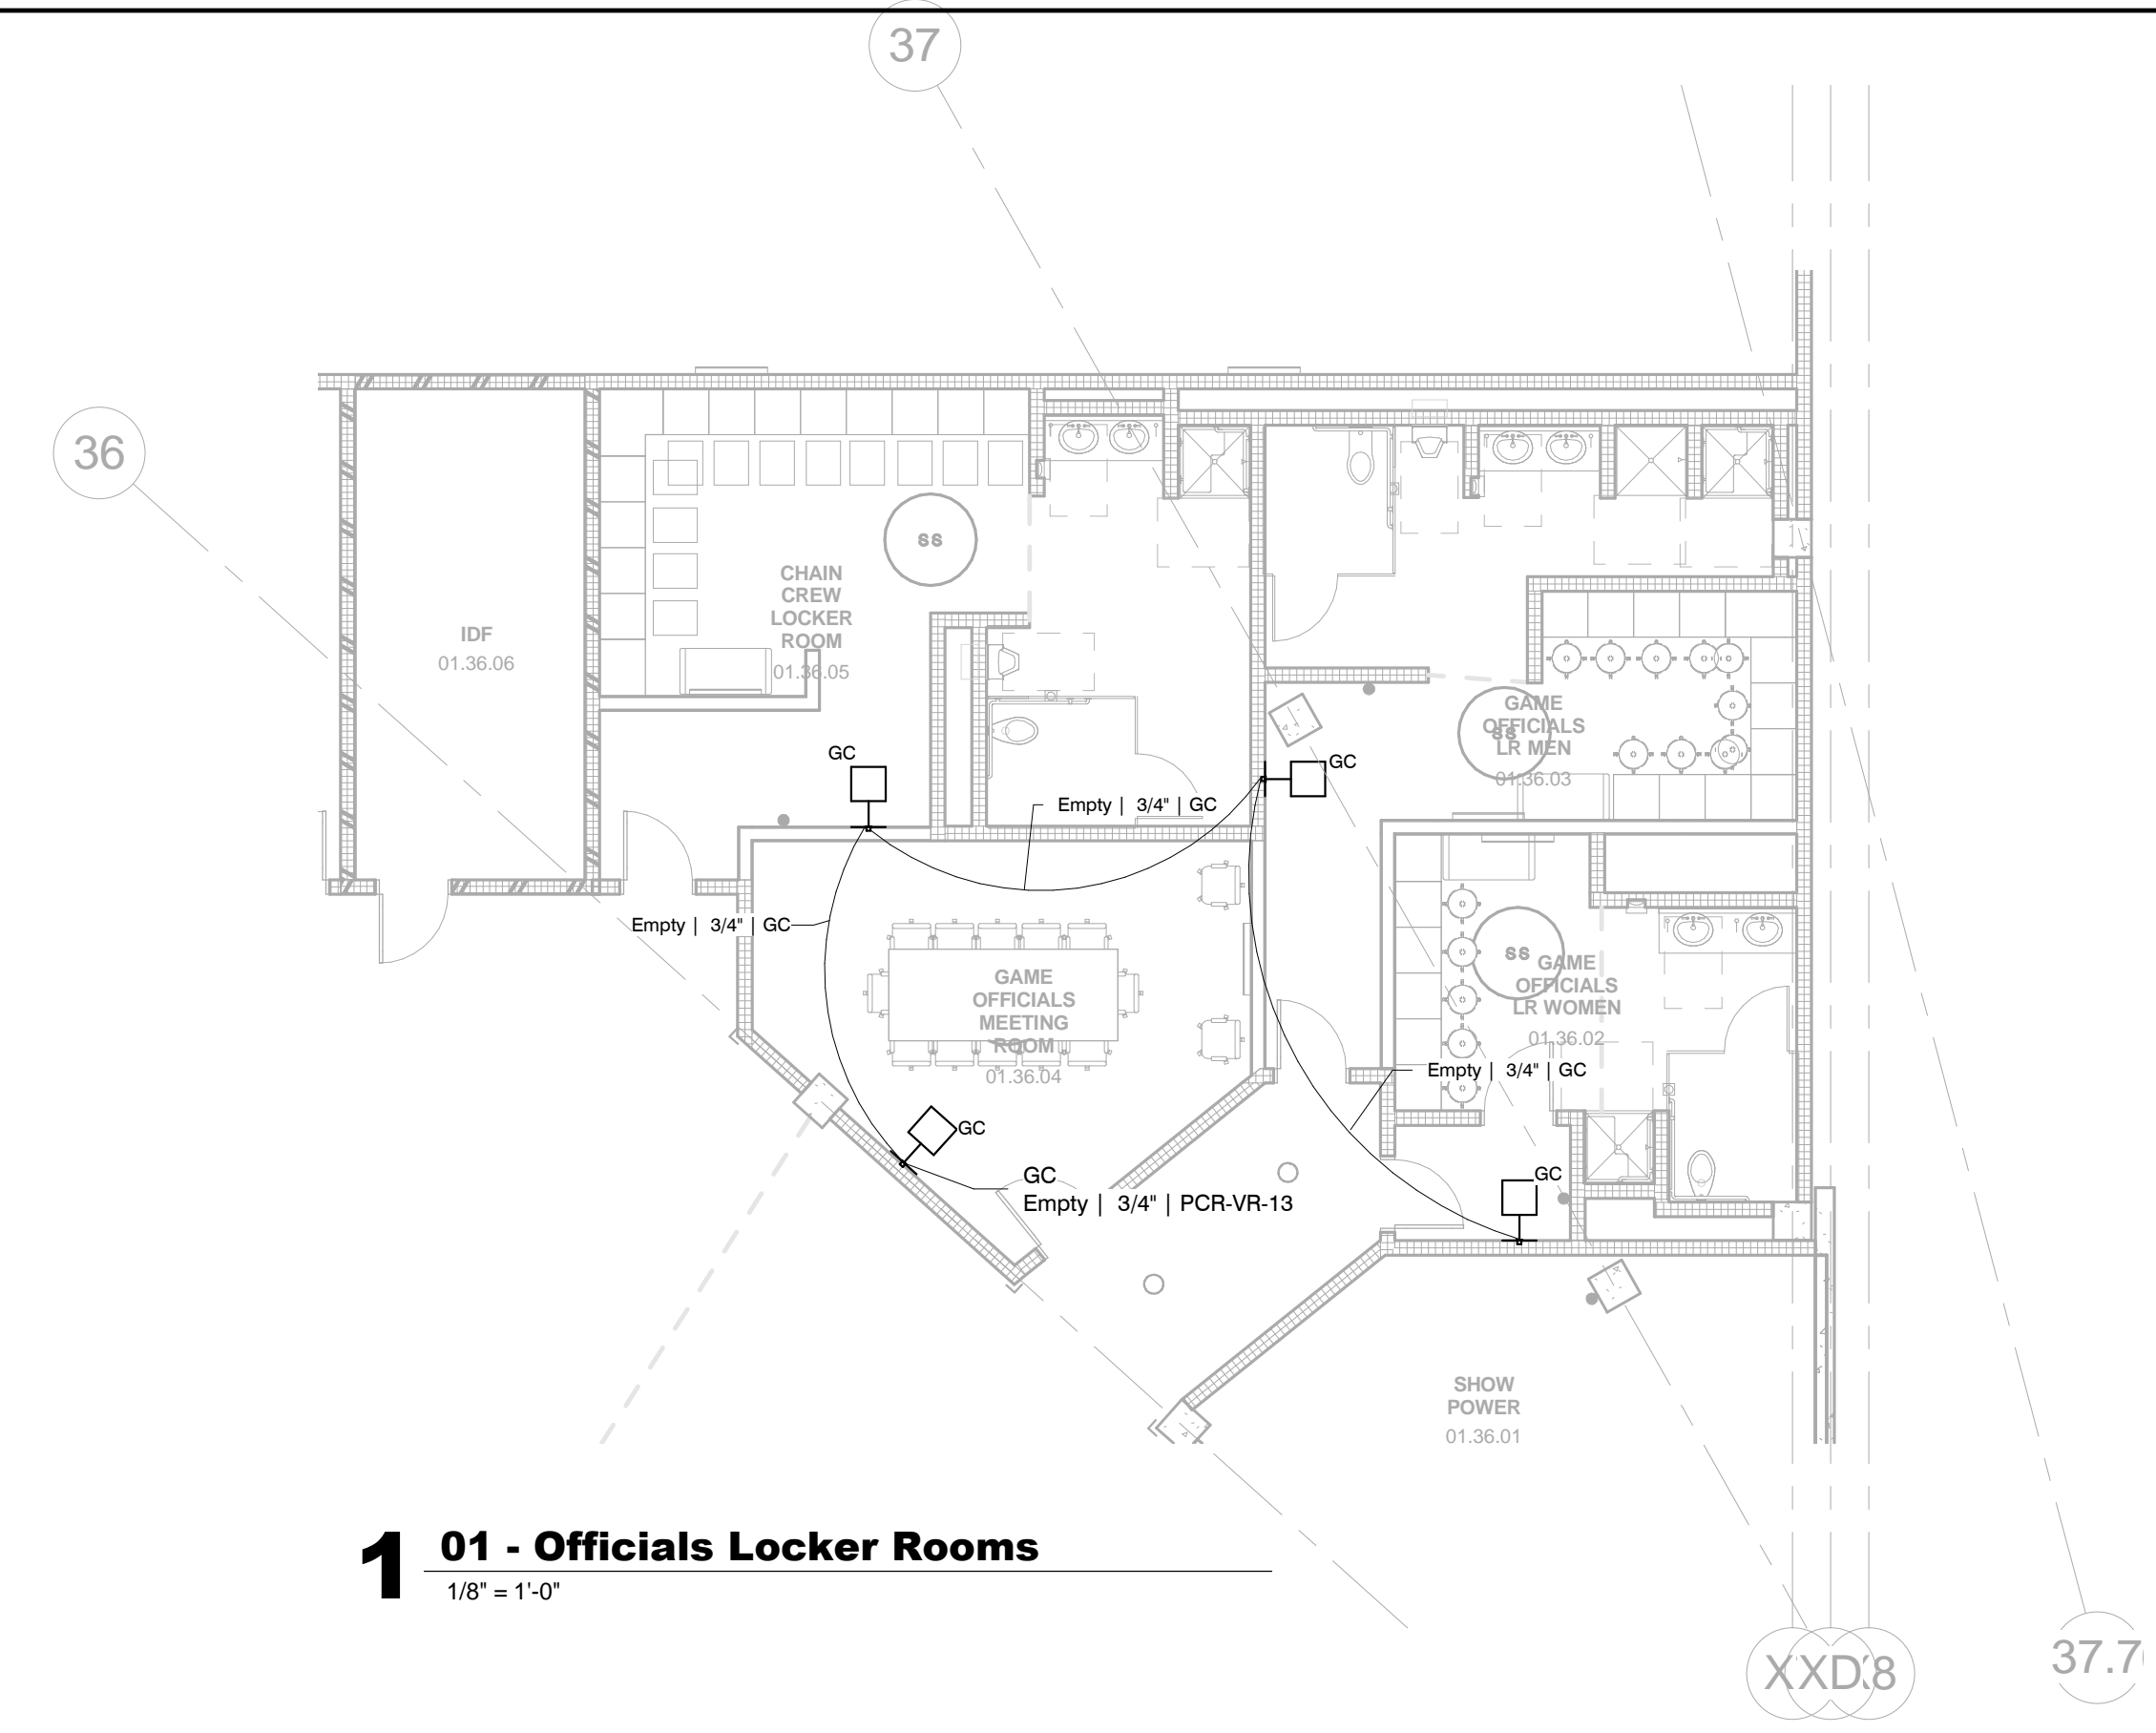 37
36
SS
CHAIN
CREW
LOCKER
ROOM
01.36.05
IDF
01.36.06
GAME
OFFICIALS
LR MEN
01.36.03
SS
GC
GC
Empty | 3/4" | GC
Empty | 3/4" | GC
SS
GAME
OFFICIALS
LR WOMEN
01.36.02
GAME
OFFICIALS
MEETING
ROOM
01.36.04
Empty | 3/4" | GC
GC
GC
Empty | 3/4" | PCR-VR-13
GC
SHOW
POWER
01.36.01
1 01 - Officials Locker Rooms
1/8" = 1'-0"
37.7